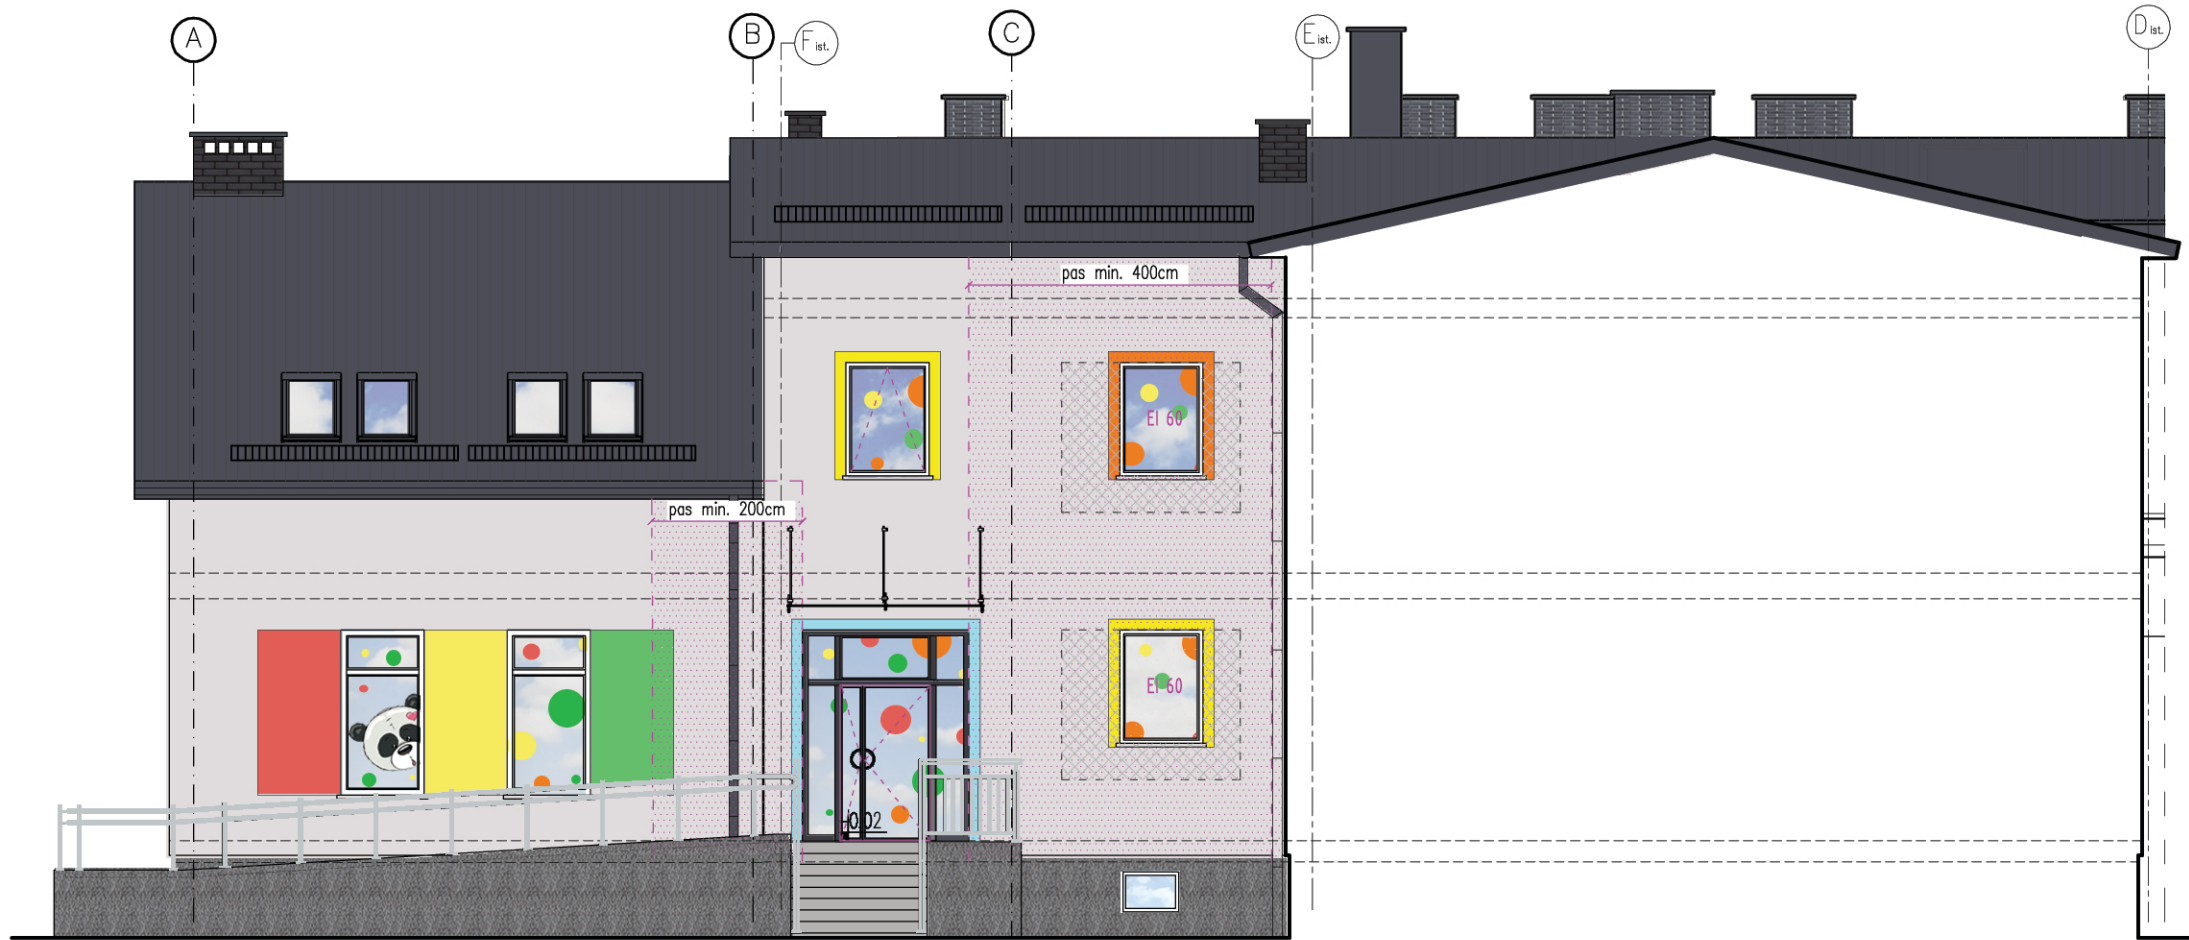 A
B
F ist.
C
E ist.
D ist.
pas min. 400cm
EI 60
pas min. 200cm
EI 60
-0.02